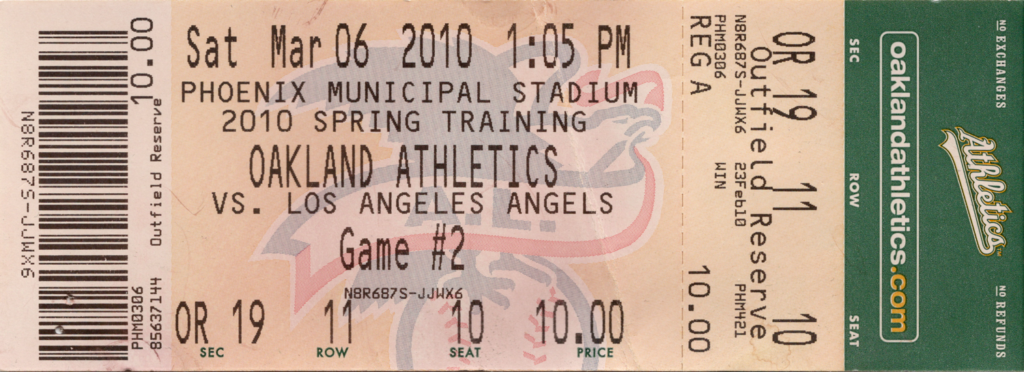 N8R687S-JJWX6
PHM0306
85637144
10.00
Outfield Reserve
Sat Mar 06 2010 1:05 PM
PHOENIX MUNICIPAL STADIUM
2010 SPRING TRAINING
OAKLAND ATHLETICS
VS. LOS ANGELES ANGELS
Game #2
N8R687S-JJWX6
OR 19 11 10 10.00
SEC ROW SEAT PRICE
A.L.
REG A 10.00
PHM0306 WIN
N8R687S-JJWX6 23Feb10 PHM421
Outfield Reserve
OR 19 11 10
SEC ROW SEAT
oaklandathletics.com
Athletics
NO EXCHANGES NO REFUNDS